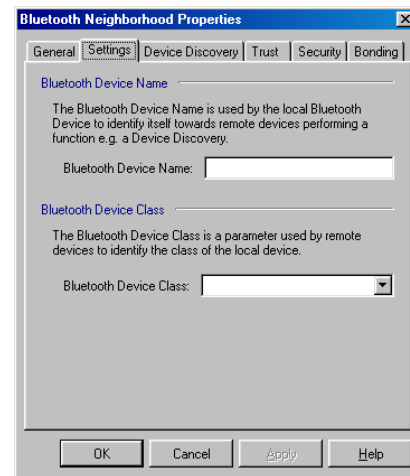 Bluetooth Neighborhood Properties
General Settings Device Discovery Trust Security Bonding
Bluetooth Device Name
The Bluetooth Device Name is used by the local Bluetooth
Device to identify itself towards remote devices performing a
function e.g. a Device Discovery.
Bluetooth Device Name:
Bluetooth Device Class
The Bluetooth Device Class is a parameter used by remote
devices to identify the class of the local device.
Bluetooth Device Class:
OK Cancel Apply Help